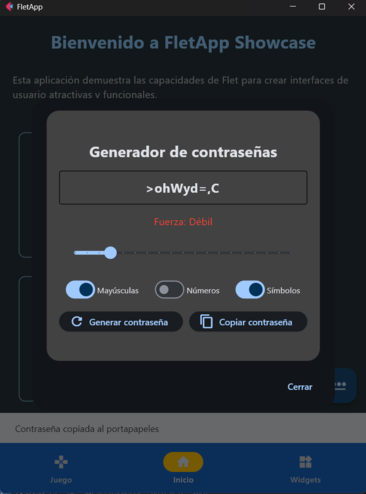 FletApp
Bienvenido a FletApp Showcase
Esta aplicación demuestra las capacidades de Flet para crear interfaces de
usuario atractivas y funcionales.
Generador de contraseñas
>ohWyd=,C
Fuerza: Débil
Mayúsculas Números Símbolos
Generar contraseña Copiar contraseña
Cerrar
Contraseña copiada al portapapeles
Juego Inicio Widgets